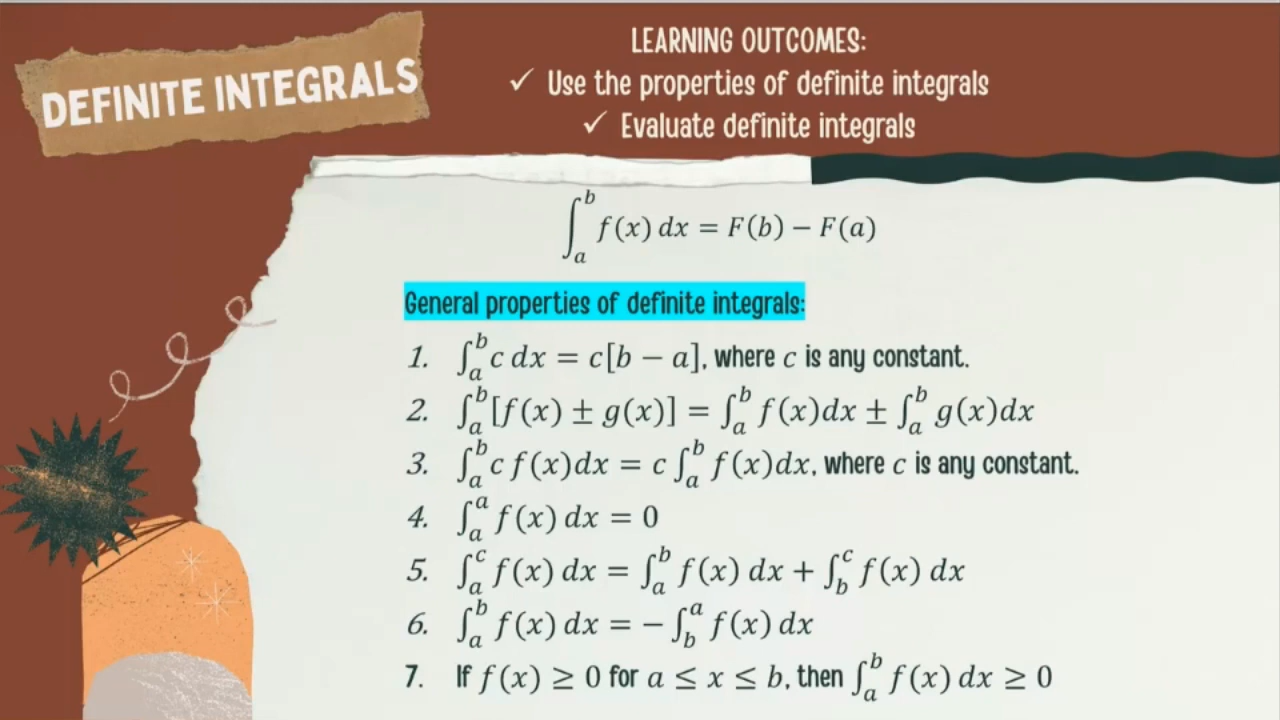 DEFINITE INTEGRALS
LEARNING OUTCOMES:
✓ Use the properties of definite integrals
✓ Evaluate definite integrals
∫_a^b f(x) dx = F(b) − F(a)
General properties of definite integrals:
1. ∫_a^b c dx = c[b − a], where c is any constant.
2. ∫_a^b [f(x) ± g(x)] = ∫_a^b f(x)dx ± ∫_a^b g(x)dx
3. ∫_a^b c f(x)dx = c ∫_a^b f(x)dx, where c is any constant.
4. ∫_a^a f(x) dx = 0
5. ∫_a^c f(x) dx = ∫_a^b f(x) dx + ∫_b^c f(x) dx
6. ∫_a^b f(x) dx = − ∫_b^a f(x) dx
7. If f(x) ≥ 0 for a ≤ x ≤ b, then ∫_a^b f(x) dx ≥ 0